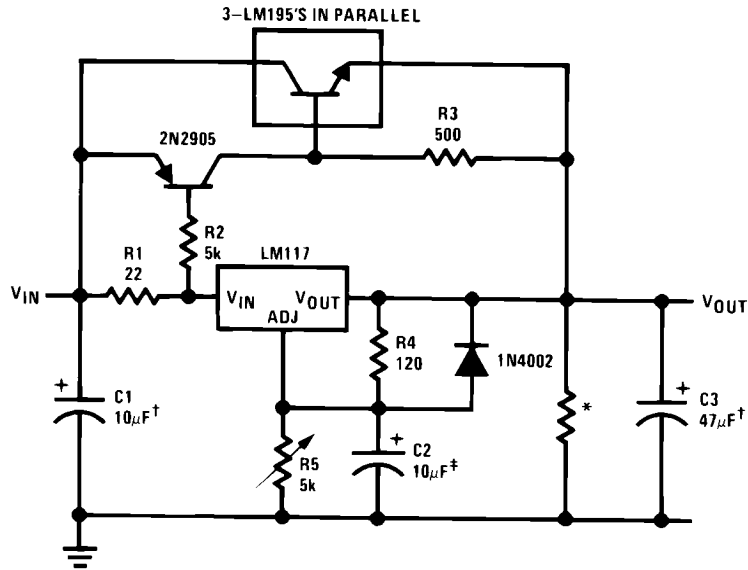 3–LM195'S IN PARALLEL
2N2905
R3
500
R2
5k
R1
22
LM117
VIN
VIN
VOUT
ADJ
VOUT
R4
120
1N4002
+
C1
10µF†
R5
5k
+
C2
10µF‡
*
+
C3
47µF†